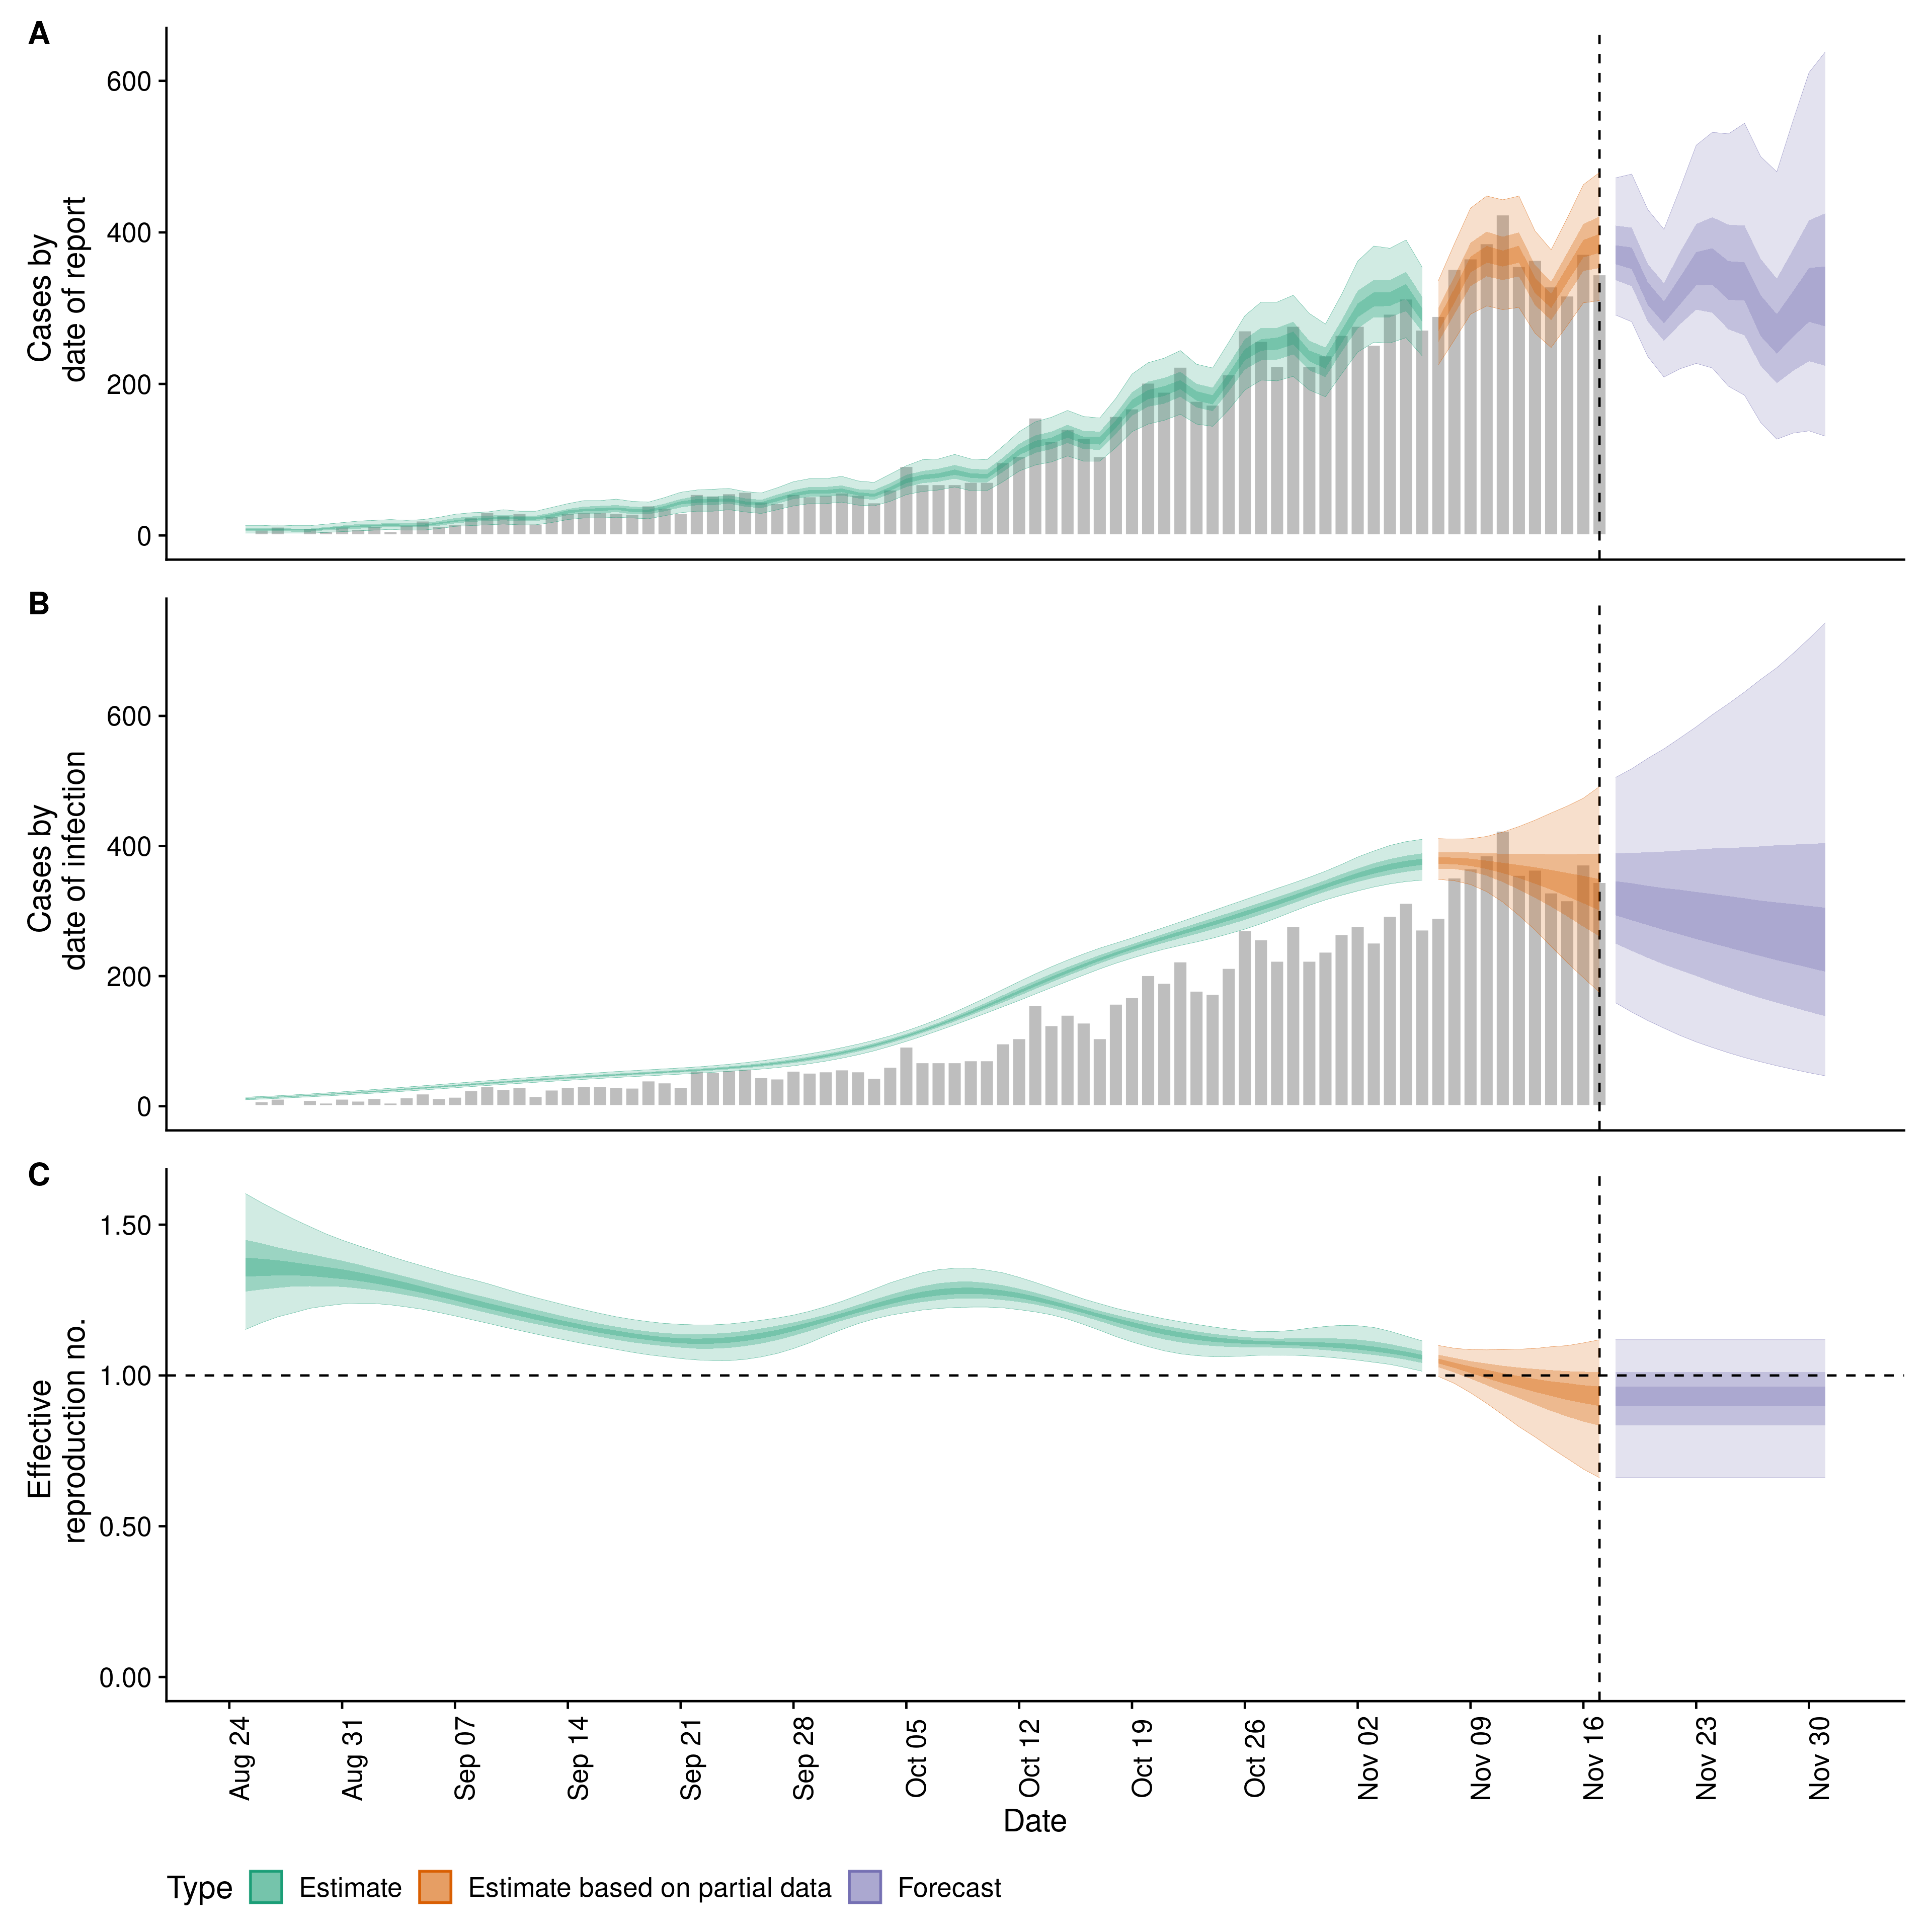 A
600
400
200
0
Cases by
date of report
B
600
400
200
0
Cases by
date of infection
C
1.50
1.00
0.50
0.00
Effective
reproduction no.
Aug 24
Aug 31
Sep 07
Sep 14
Sep 21
Sep 28
Oct 05
Oct 12
Oct 19
Oct 26
Nov 02
Nov 09
Nov 16
Nov 23
Nov 30
Date
Type Estimate Estimate based on partial data Forecast